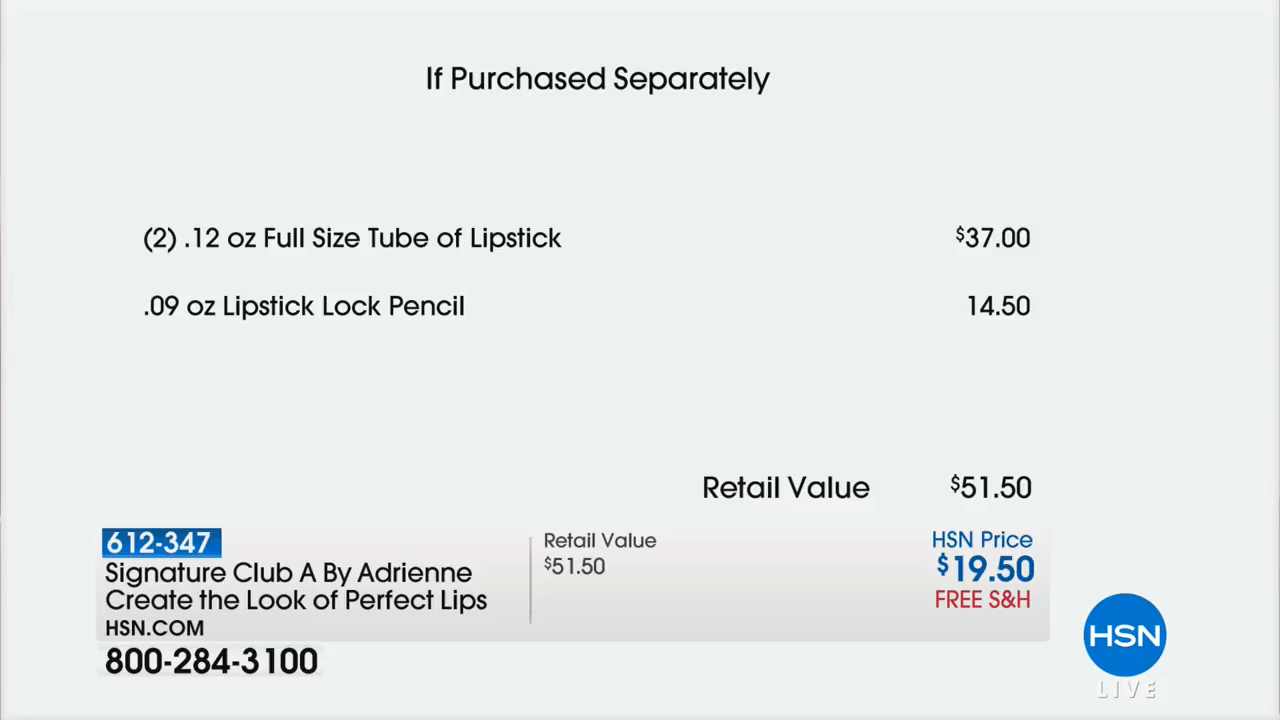 If Purchased Separately
(2) .12 oz Full Size Tube of Lipstick $37.00
.09 oz Lipstick Lock Pencil 14.50
Retail Value $51.50
612-347
Signature Club A By Adrienne
Create the Look of Perfect Lips
HSN.COM
800-284-3100
Retail Value
$51.50
HSN Price
$19.50
FREE S&H
HSN
LIVE